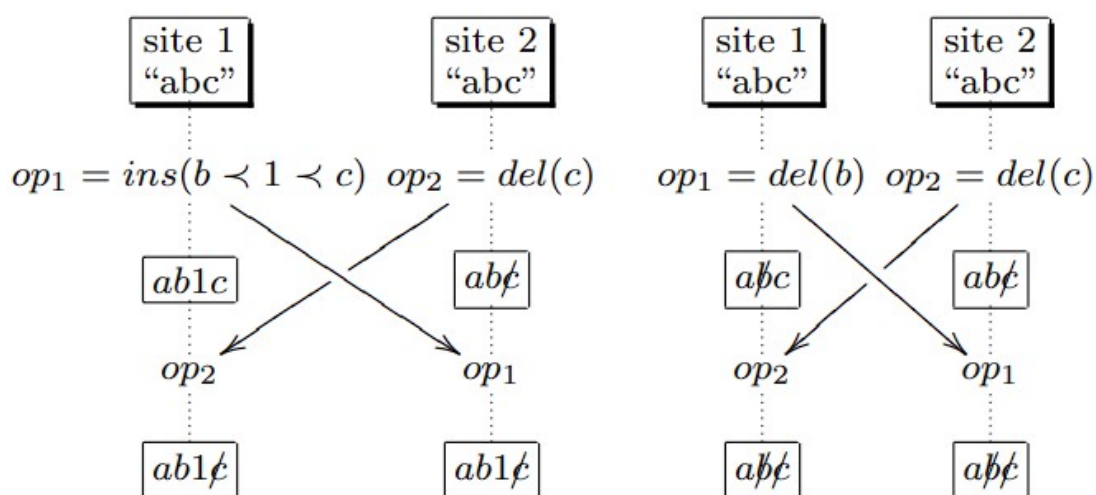 site 1 site 2 site 1 site 2
“abc” “abc” “abc” “abc”
op₁ = ins(b ≺ 1 ≺ c) op₂ = del(c) op₁ = del(b) op₂ = del(c)
ab1c abc̸ ab̸c abc̸
op₂ op₁ op₂ op₁
ab1c̸ ab1c̸ ab̸c̸ ab̸c̸